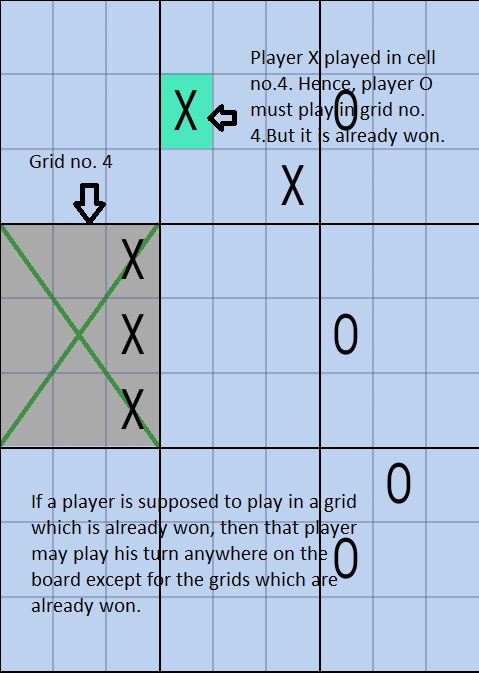 Player X played in cell
no.4. Hence, player O
X
must play in grid no.
O
4.But it is already won.
Grid no. 4
X
X
X
O
X
O
If a player is supposed to play in a grid
which is already won, then that player
may play his turn anywhere on the
board except for the grids which are
already won.
O
X
O